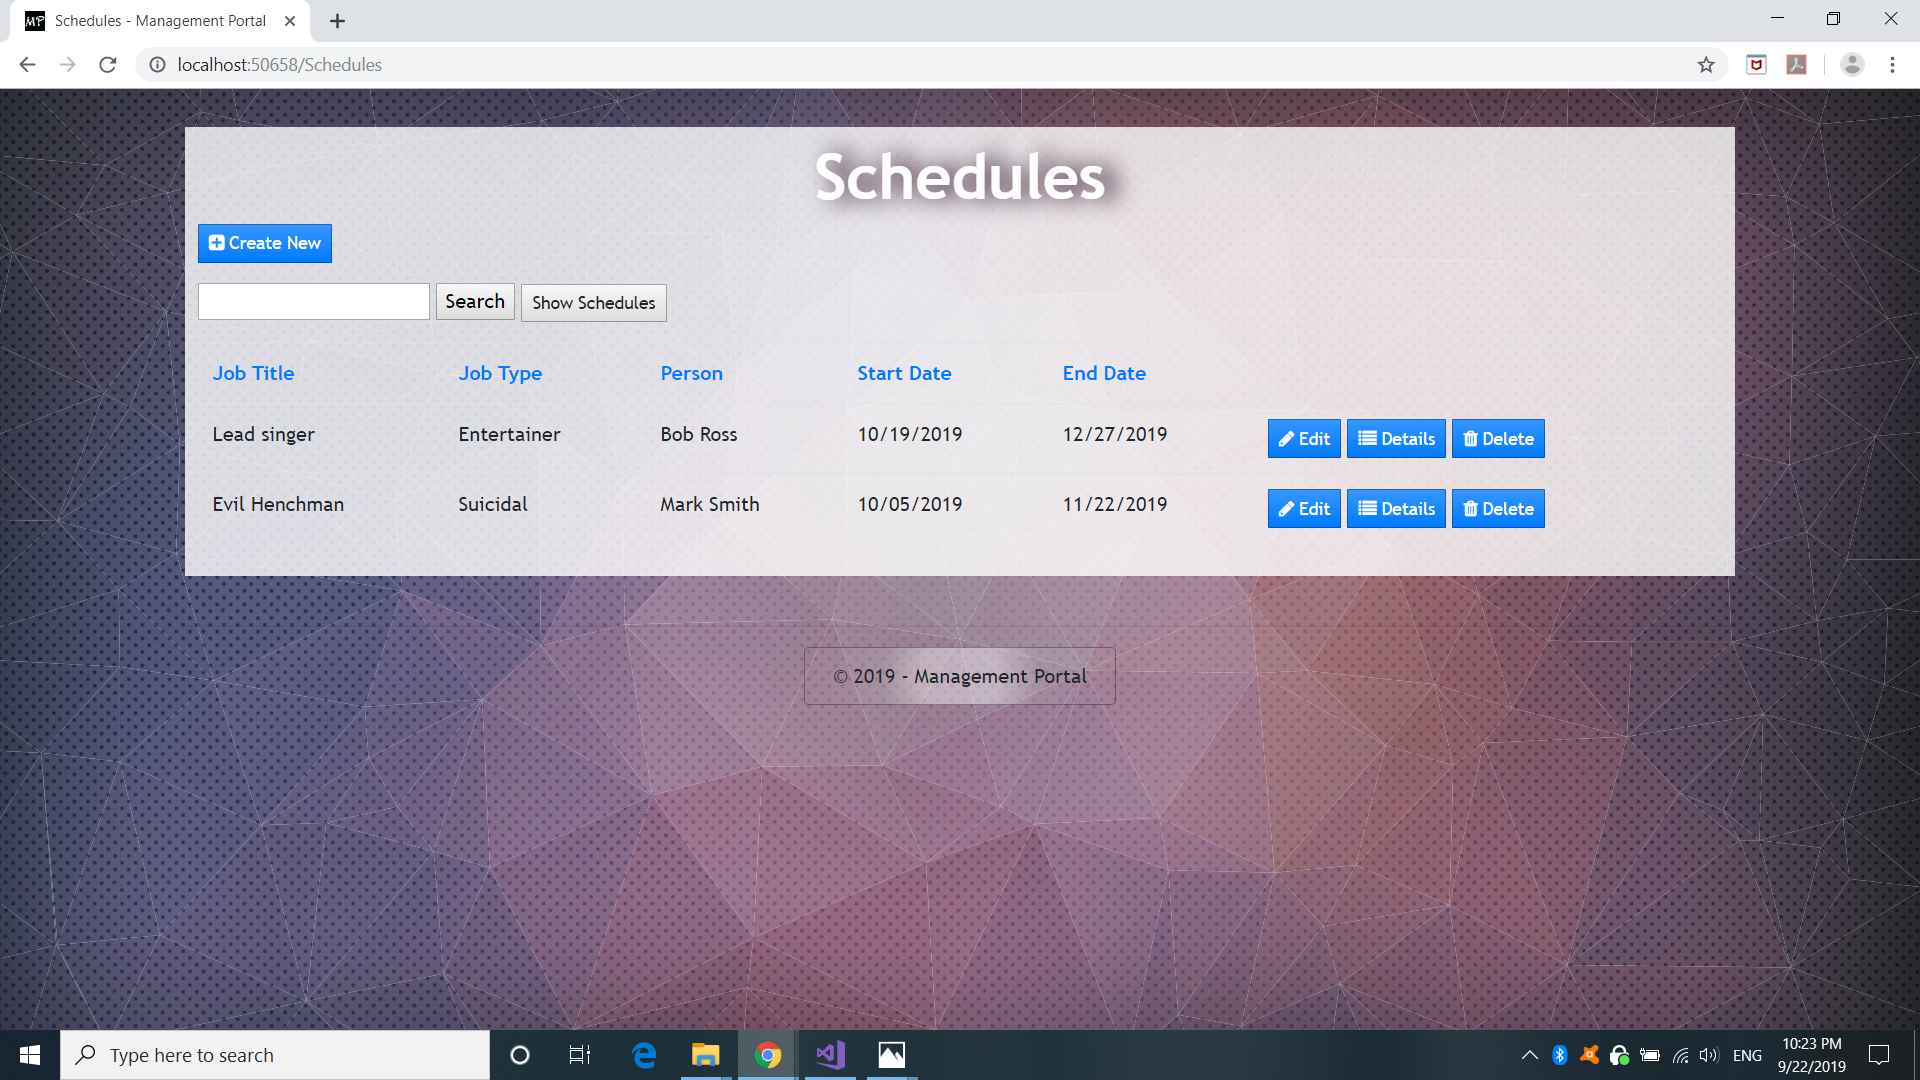 MP Schedules - Management Portal
localhost:50658/Schedules
Schedules
Create New
Search Show Schedules
Job Title Job Type Person Start Date End Date
Lead singer Entertainer Bob Ross 10/19/2019 12/27/2019 Edit Details Delete
Evil Henchman Suicidal Mark Smith 10/05/2019 11/22/2019 Edit Details Delete
© 2019 - Management Portal
Type here to search
ENG
10:23 PM
9/22/2019